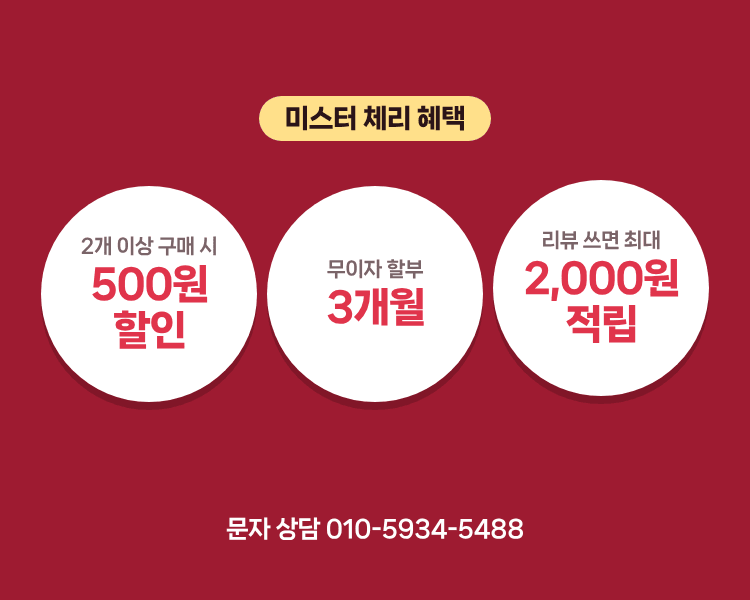 미스터 체리 혜택
2개 이상 구매 시
500원
할인
무이자 할부
3개월
리뷰 쓰면 최대
2,000원
적립
문자 상담 010-5934-5488